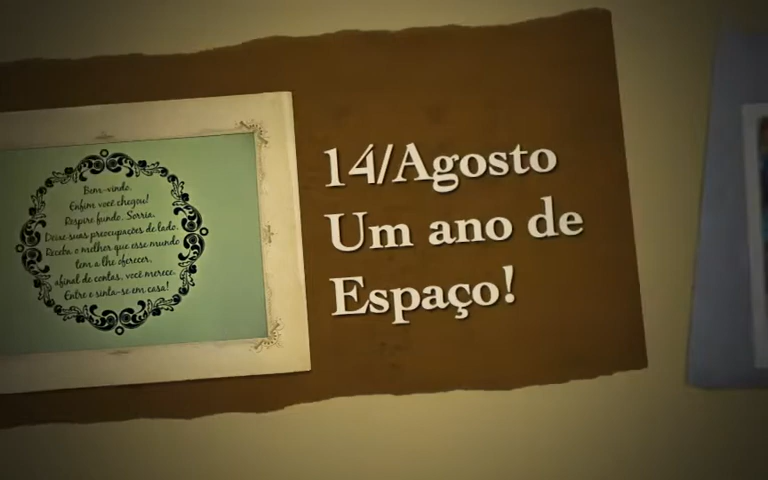 Bem-vindo.
Enfim você chegou!
Respire fundo. Sorria.
Deixe suas preocupações de lado.
Receba o melhor que esse mundo
tem a lhe oferecer,
afinal de contas, você merece.
Entre e sinta-se em casa!
14/Agosto
Um ano de
Espaço!